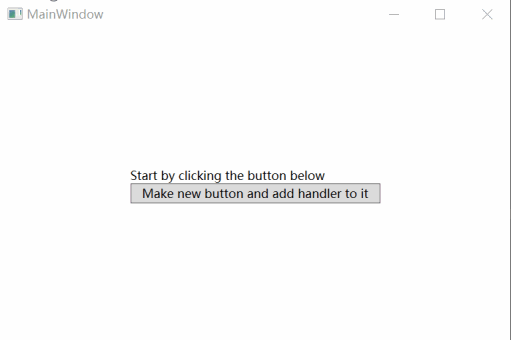 MainWindow
Start by clicking the button below
Make new button and add handler to it